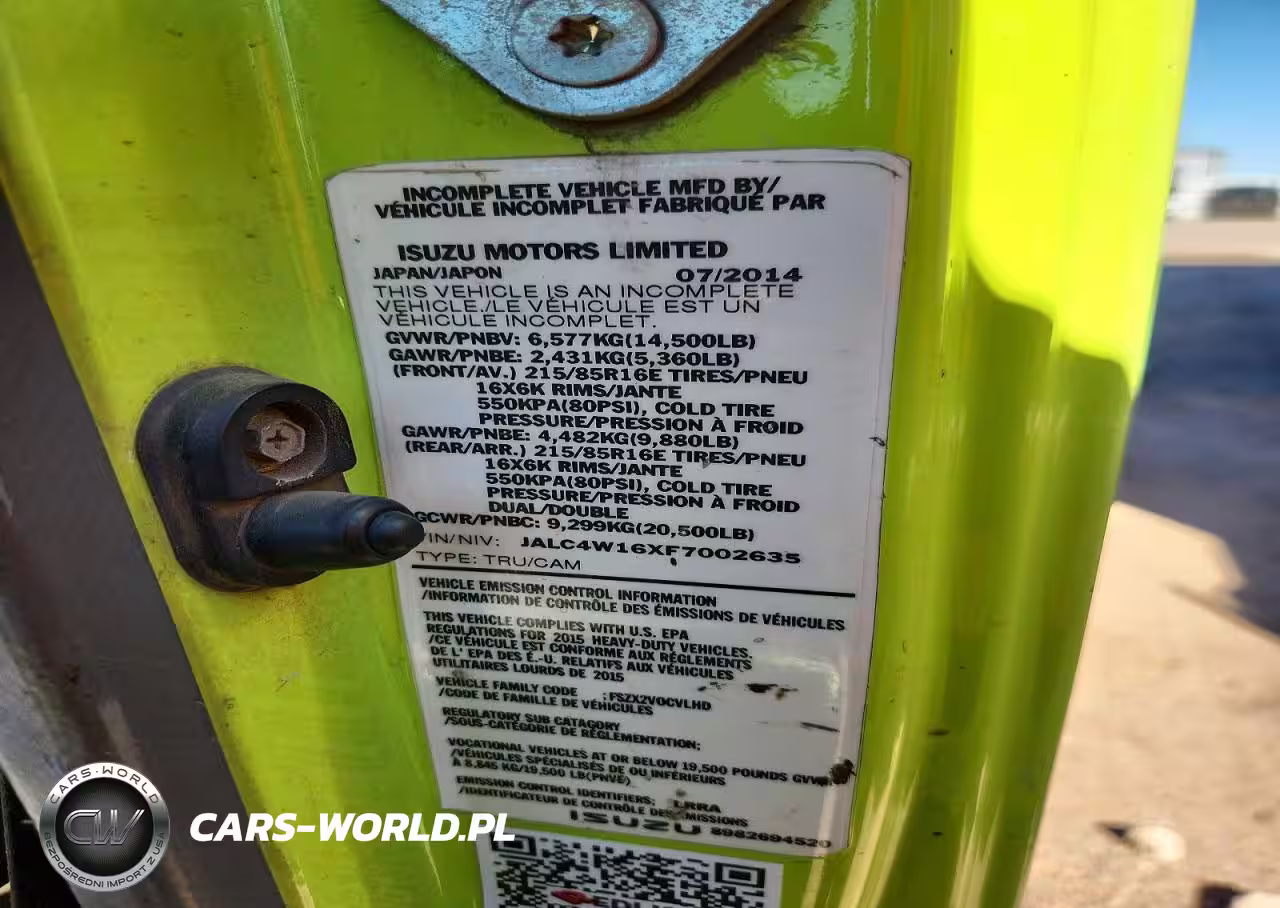 INCOMPLETE VEHICLE MFD BY/
VÉHICULE INCOMPLET FABRIQUÉ PAR
ISUZU MOTORS LIMITED
JAPAN/JAPON 07/2014
THIS VEHICLE IS AN INCOMPLETE
VEHICLE./LE VÉHICULE EST UN
VÉHICULE INCOMPLET.
GVWR/PNBV: 6,577KG(14,500LB)
GAWR/PNBE: 2,431KG(5,360LB)
(FRONT/AV.) 215/85R16E TIRES/PNEU
16X6K RIMS/JANTE
550KPA(80PSI), COLD TIRE
PRESSURE/PRESSION À FROID
GAWR/PNBE: 4,482KG(9,880LB)
(REAR/ARR.) 215/85R16E TIRES/PNEU
16X6K RIMS/JANTE
550KPA(80PSI), COLD TIRE
PRESSURE/PRESSION À FROID
DUAL/DOUBLE
GCWR/PNBC: 9,299KG(20,500LB)
VIN/NIV: JALC4W16XF7002635
TYPE: TRU/CAM
VEHICLE EMISSION CONTROL INFORMATION
/INFORMATION DE CONTRÔLE DES ÉMISSIONS DE VÉHICULES
THIS VEHICLE COMPLIES WITH U.S. EPA
REGULATIONS FOR 2015 HEAVY-DUTY VEHICLES.
/CE VÉHICULE EST CONFORME AUX RÉGLEMENTS
DE L' EPA DES É.-U. RELATIFS AUX VÉHICULES
UTILITAIRES LOURDS DE 2015
VEHICLE FAMILY CODE ; FSZX2VOCVLHD
/CODE DE FAMILLE DE VÉHICULES
REGULATORY SUB CATAGORY
/SOUS-CATÉGORIE DE RÉGLEMENTATION;
VOCATIONAL VEHICLES AT OR BELOW 19,500 POUNDS GVWR
/VÉHICULES SPÉCIALISÉS DE OU INFÉRIEURS
À 8,845 KG/19,500 LB(PNVE)
EMISSION CONTROL IDENTIFIERS; LRRA
/IDENTIFICATEUR DE CONTRÔLE DES ÉMISSIONS
ISUZU 8982694520
CARS-WORLD
CW
BEZPOŚREDNI IMPORT Z USA
CARS-WORLD.PL